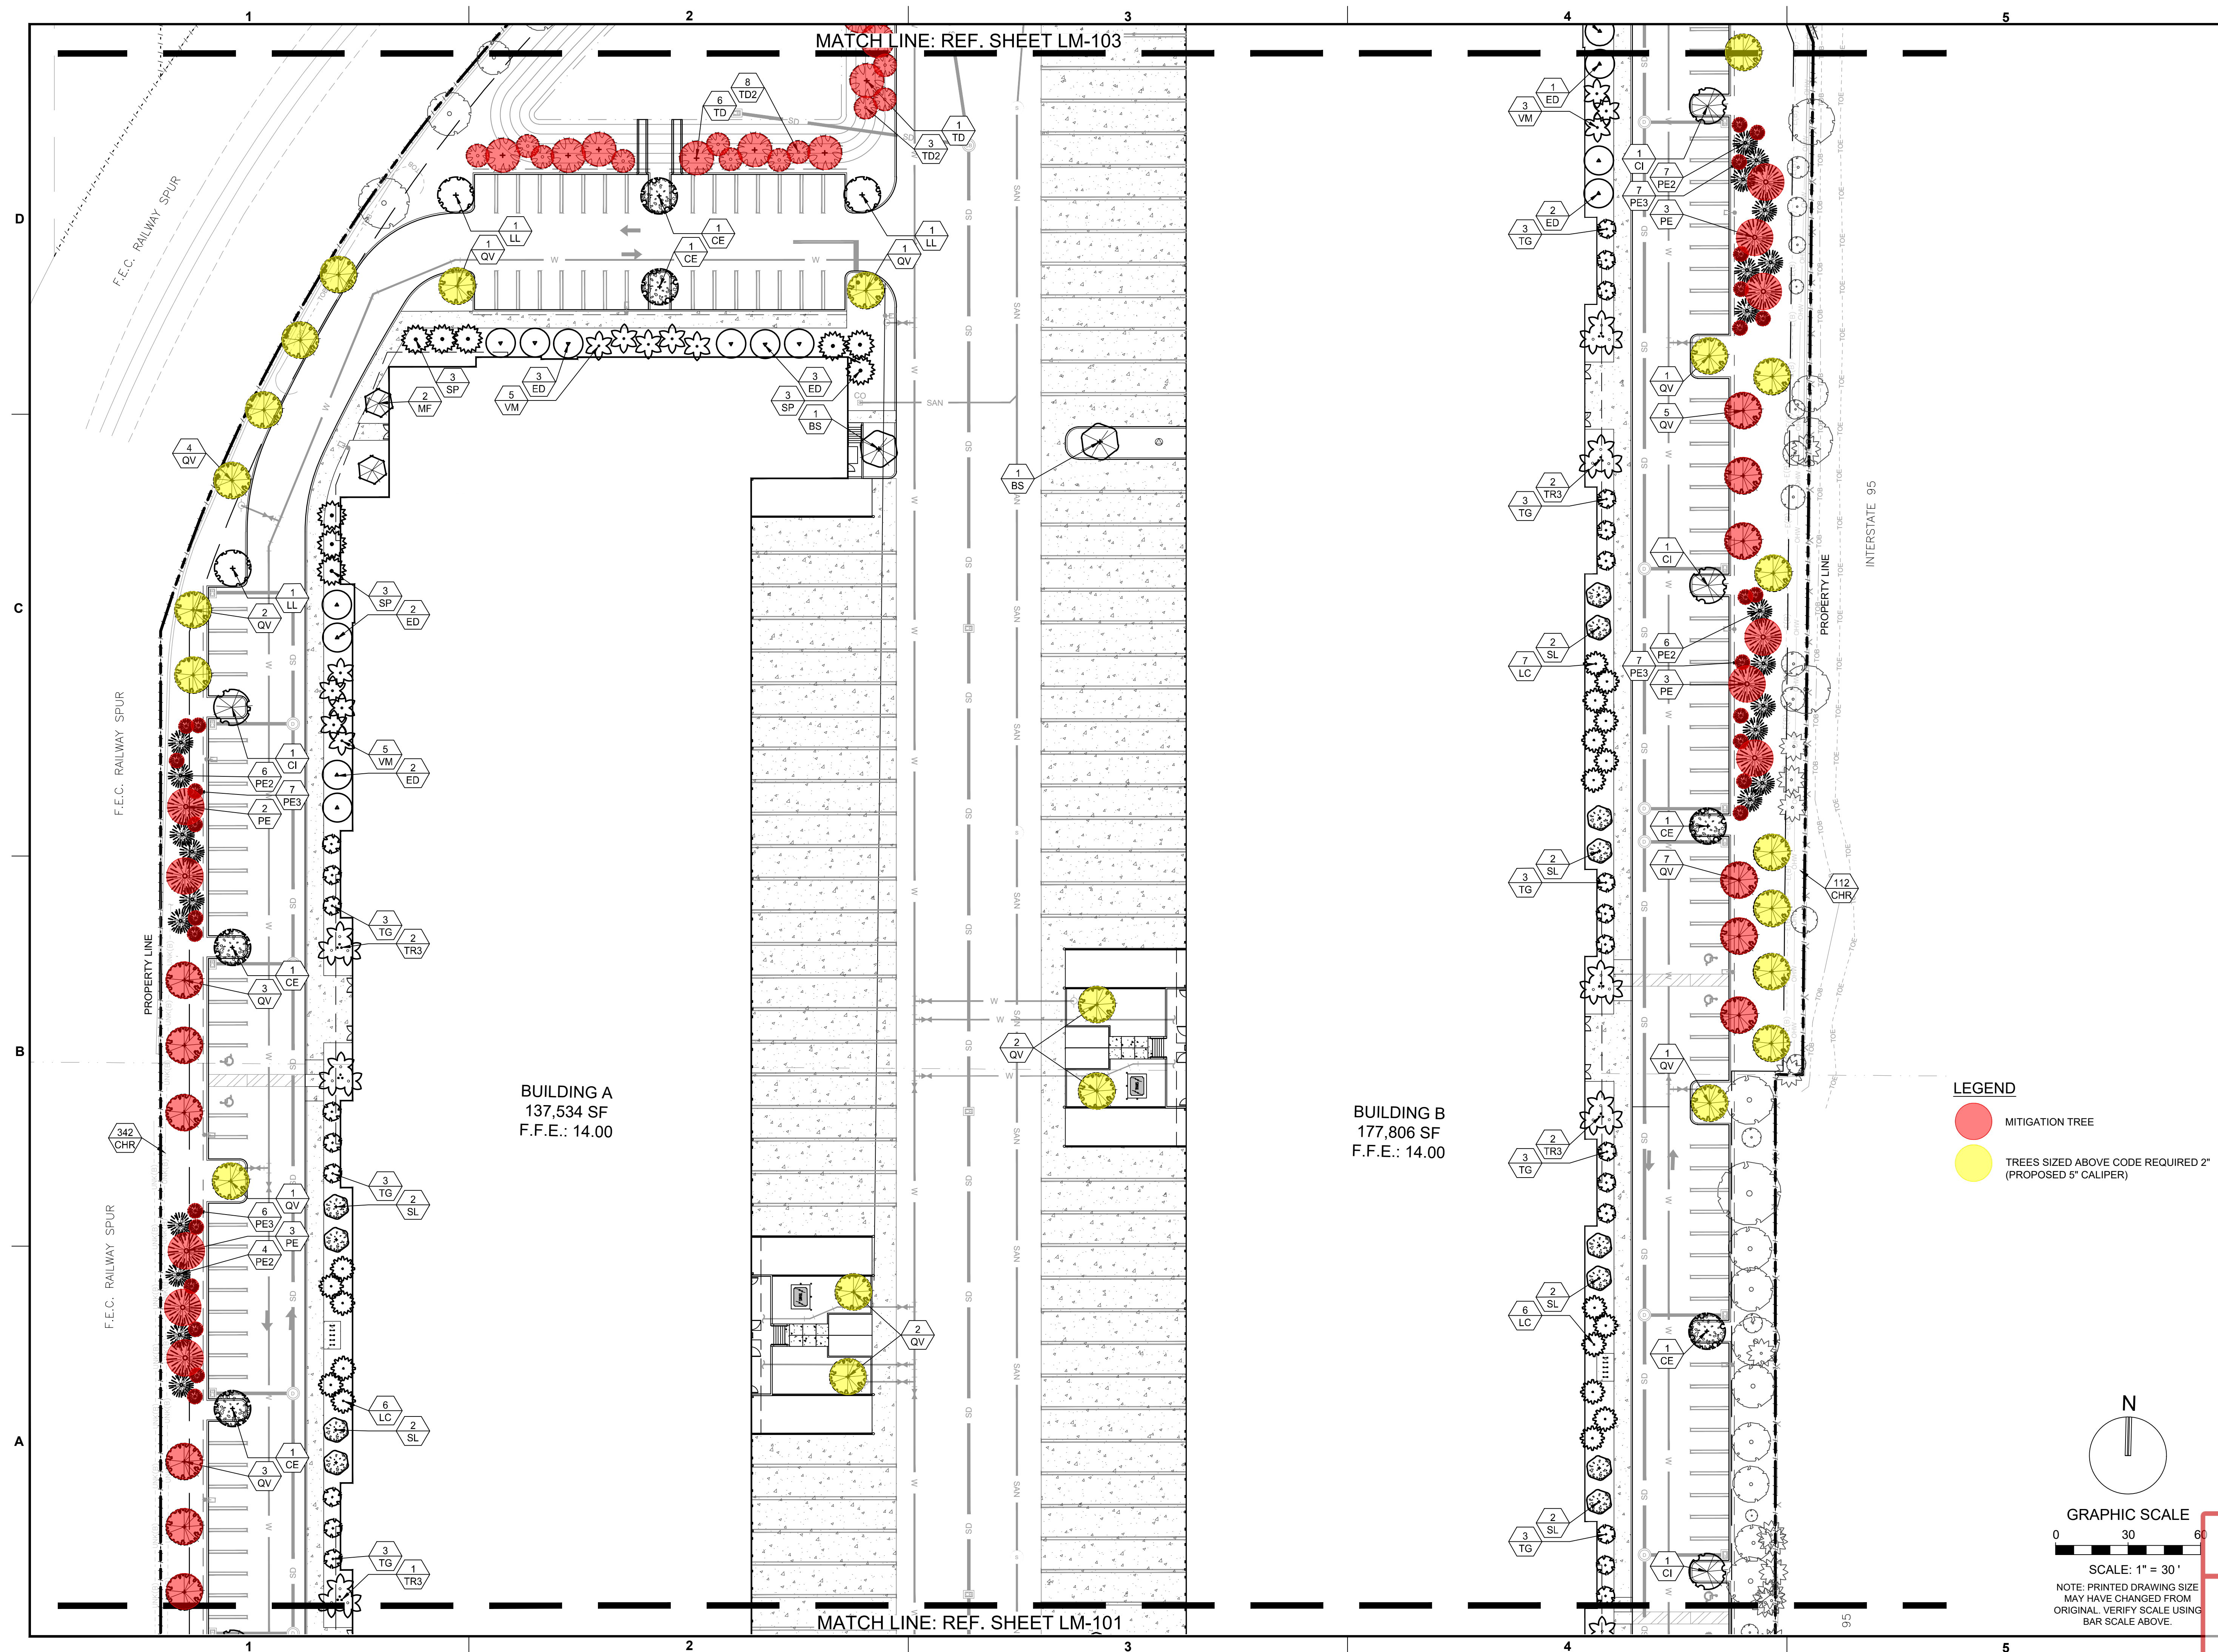 1
2
3
4
5
MATCH LINE: REF. SHEET LM-103
D
C
B
A
F.E.C. RAILWAY SPUR
TOB
TOE
SD
6
TD
8
TD2
1
TD
3
TD2
1
LL
1
QV
1
CE
1
CE
1
LL
1
QV
W
W
3
SP
2
MF
5
VM
3
ED
3
ED
3
SP
1
BS
CO
SAN
1
BS
4
QV
1
LL
2
QV
3
SP
2
ED
F.E.C. RAILWAY SPUR
1
CI
6
PE2
7
PE3
2
PE
5
VM
2
ED
3
TG
2
TR3
PROPERTY LINE
1
CE
3
QV
342
CHR
F.E.C. RAILWAY SPUR
1
QV
6
PE3
3
PE
4
PE2
3
TG
2
SL
6
LC
2
SL
1
CE
3
QV
3
TG
1
TR3
BUILDING A
137,534 SF
F.F.E.: 14.00
2
QV
2
QV
BUILDING B
177,806 SF
F.F.E.: 14.00
1
ED
3
VM
2
ED
3
TG
2
TR3
3
TG
2
SL
7
LC
2
SL
3
TG
2
TR3
3
TG
2
SL
6
LC
2
SL
3
TG
1
CI
7
PE2
7
PE3
3
PE
1
QV
5
QV
1
CI
6
PE2
7
PE3
3
PE
1
CE
7
QV
112
CHR
1
QV
1
CE
1
CI
INTERSTATE 95
PROPERTY LINE
95
LEGEND
MITIGATION TREE
TREES SIZED ABOVE CODE REQUIRED 2"
(PROPOSED 5" CALIPER)
N
GRAPHIC SCALE
0 30 60
SCALE: 1" = 30 '
NOTE: PRINTED DRAWING SIZE
MAY HAVE CHANGED FROM
ORIGINAL. VERIFY SCALE USING
BAR SCALE ABOVE.
MATCH LINE: REF. SHEET LM-101
1
2
3
4
5